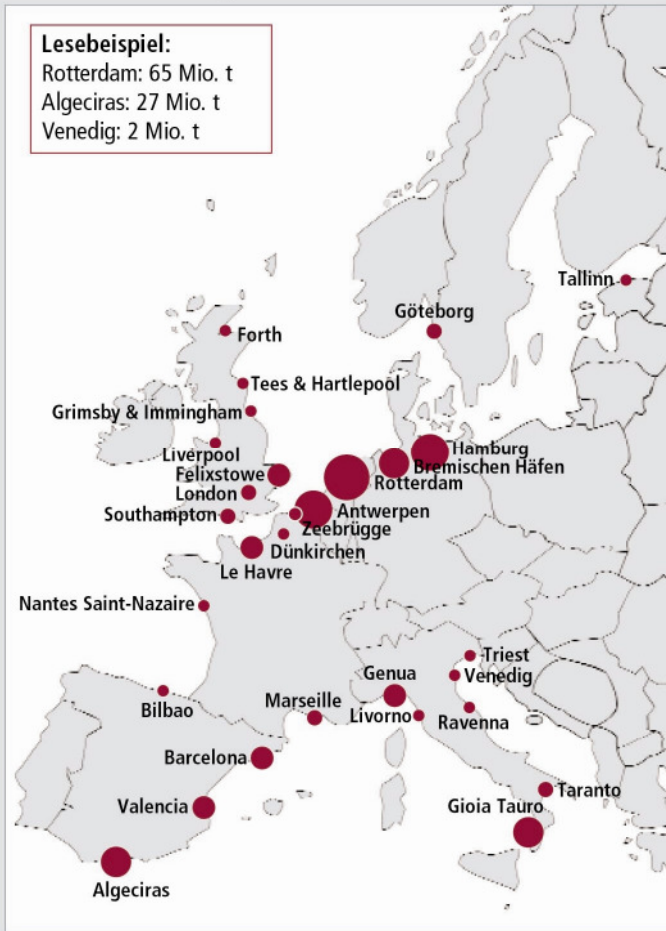 Lesebeispiel:
Rotterdam: 65 Mio. t
Algeciras: 27 Mio. t
Venedig: 2 Mio. t
Tallinn
Göteborg
Forth
Tees & Hartlepool
Grimsby & Immingham
Liverpool
Hamburg
Bremischen Häfen
Felixstowe
Rotterdam
London
Southampton
Antwerpen
Zeebrügge
Dünkirchen
Le Havre
Nantes Saint-Nazaire
Triest
Genua
Venedig
Bilbao
Marseille
Livorno
Ravenna
Barcelona
Taranto
Valencia
Gioia Tauro
Algeciras